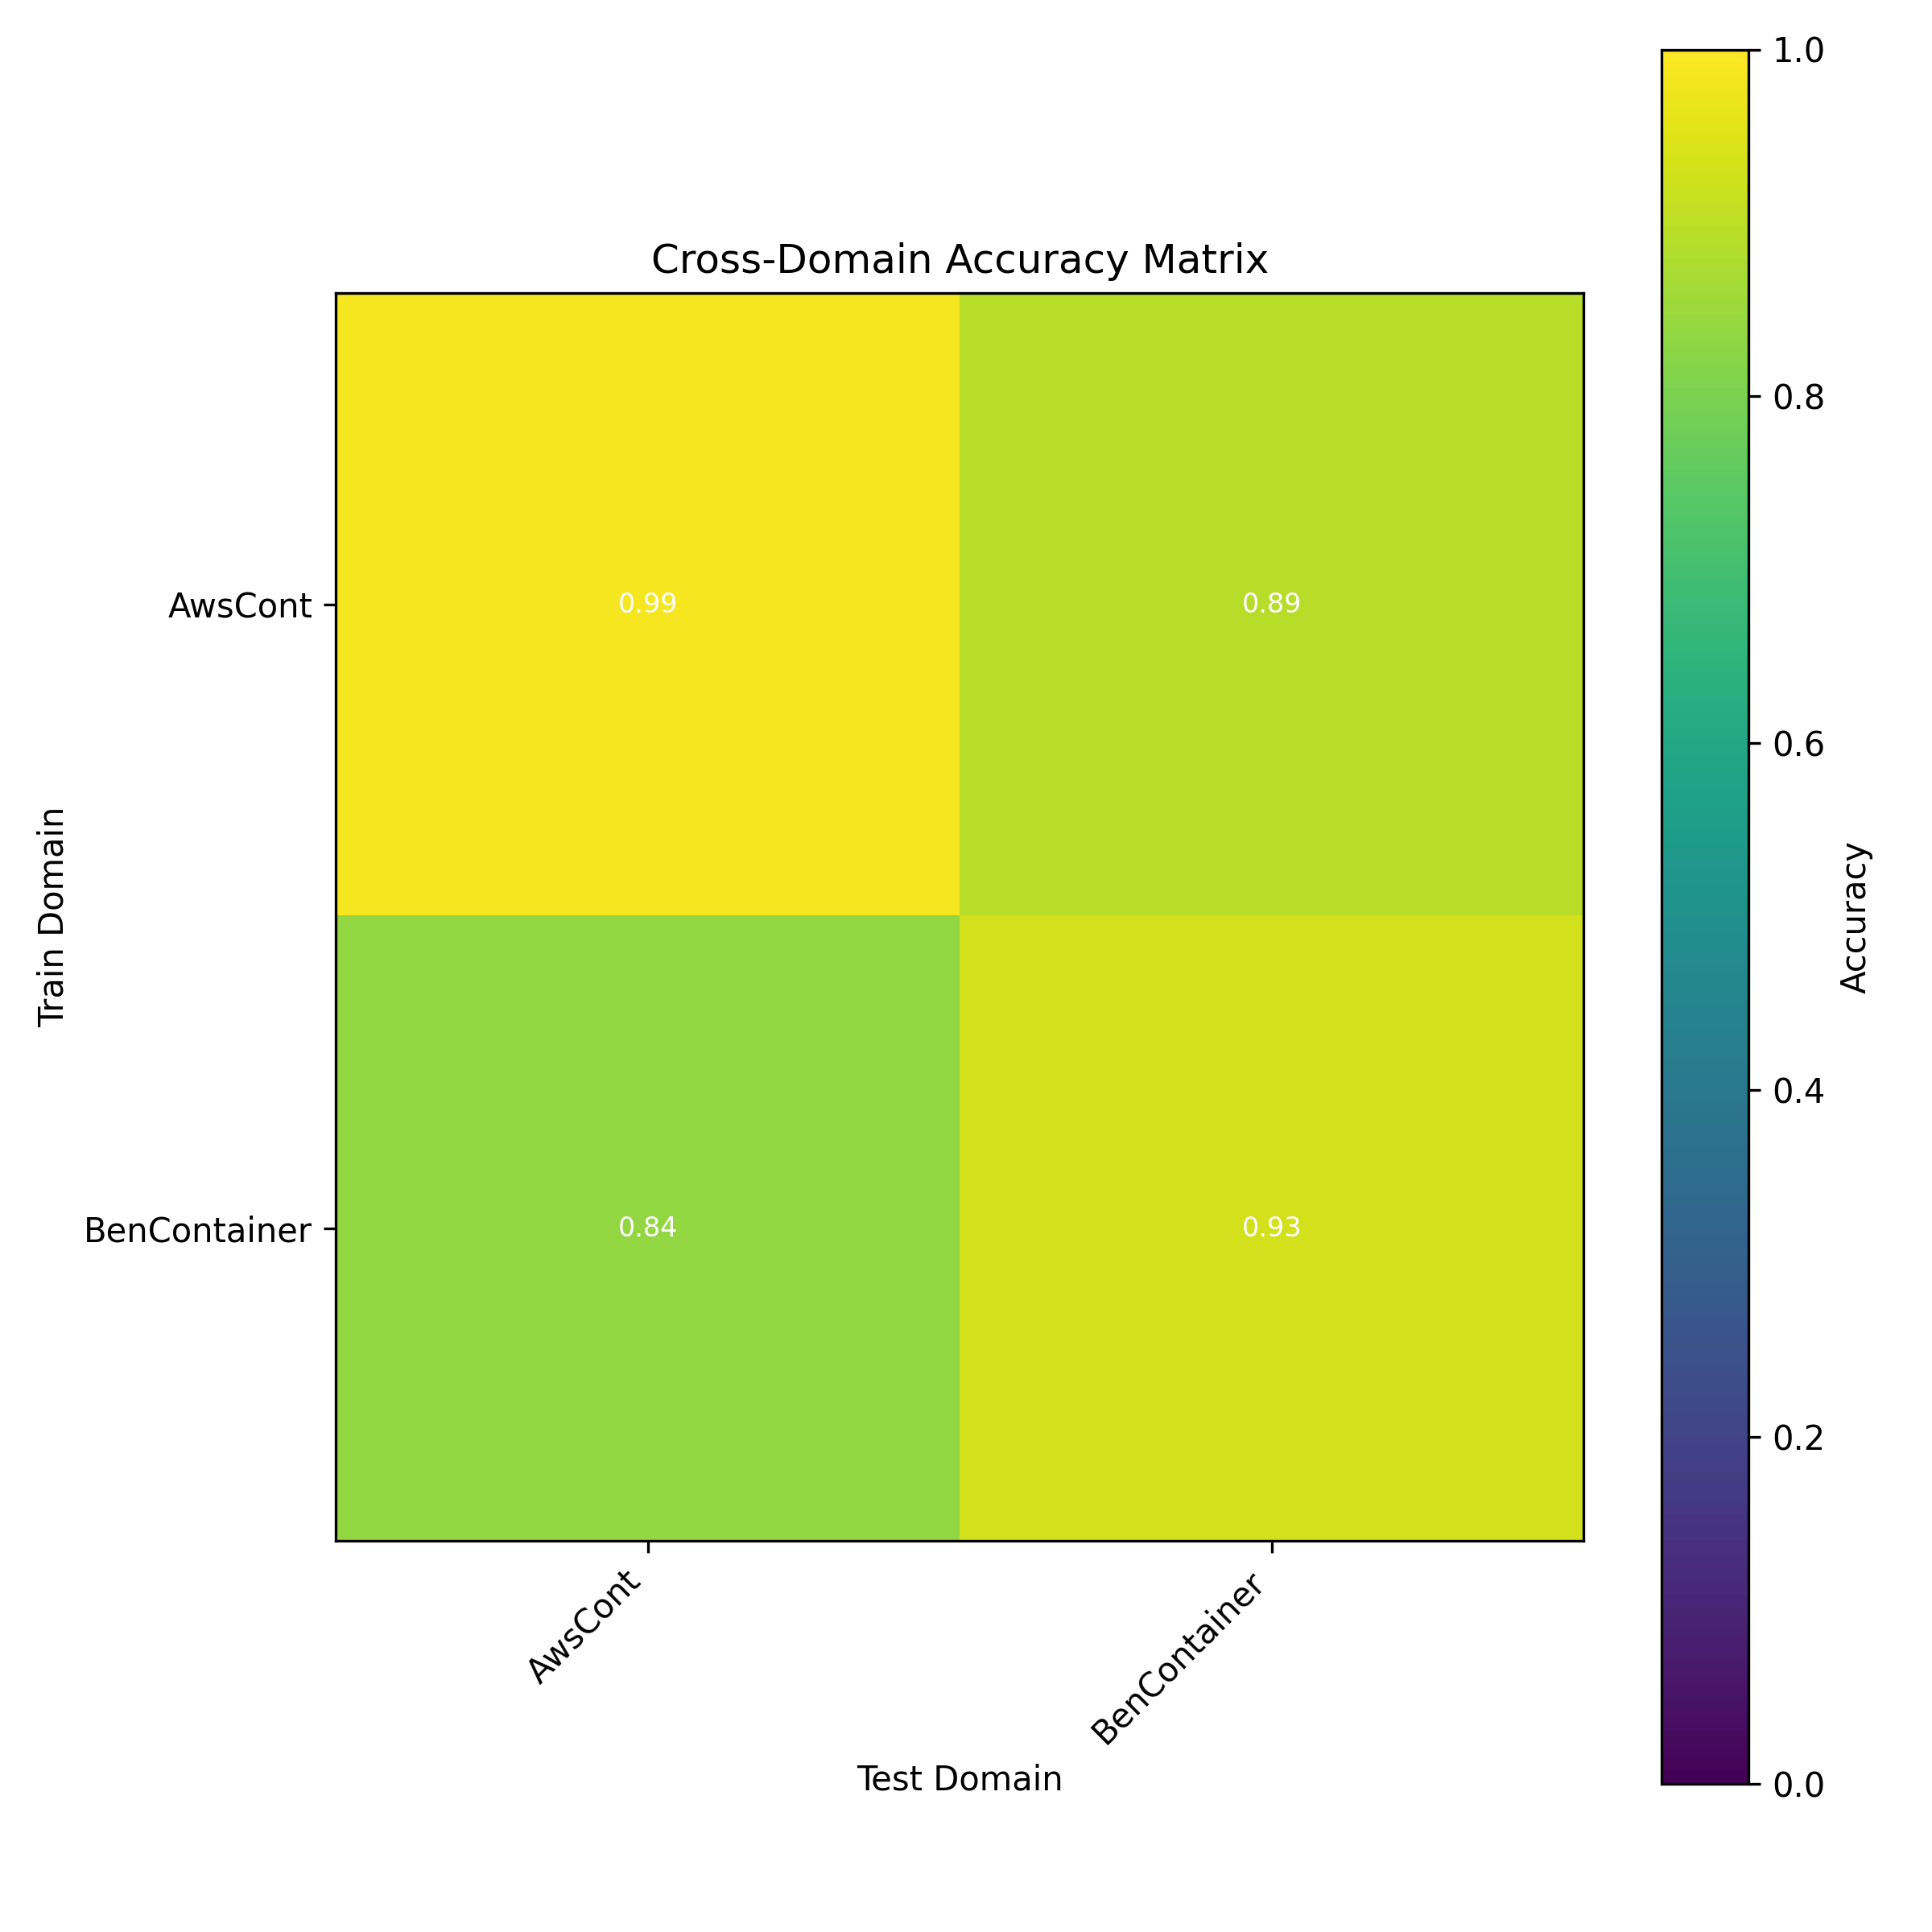 Cross-Domain Accuracy Matrix
Train Domain
AwsCont
BenContainer
0.99
0.89
0.84
0.93
AwsCont
BenContainer
Test Domain
1.0
0.8
0.6
0.4
0.2
0.0
Accuracy